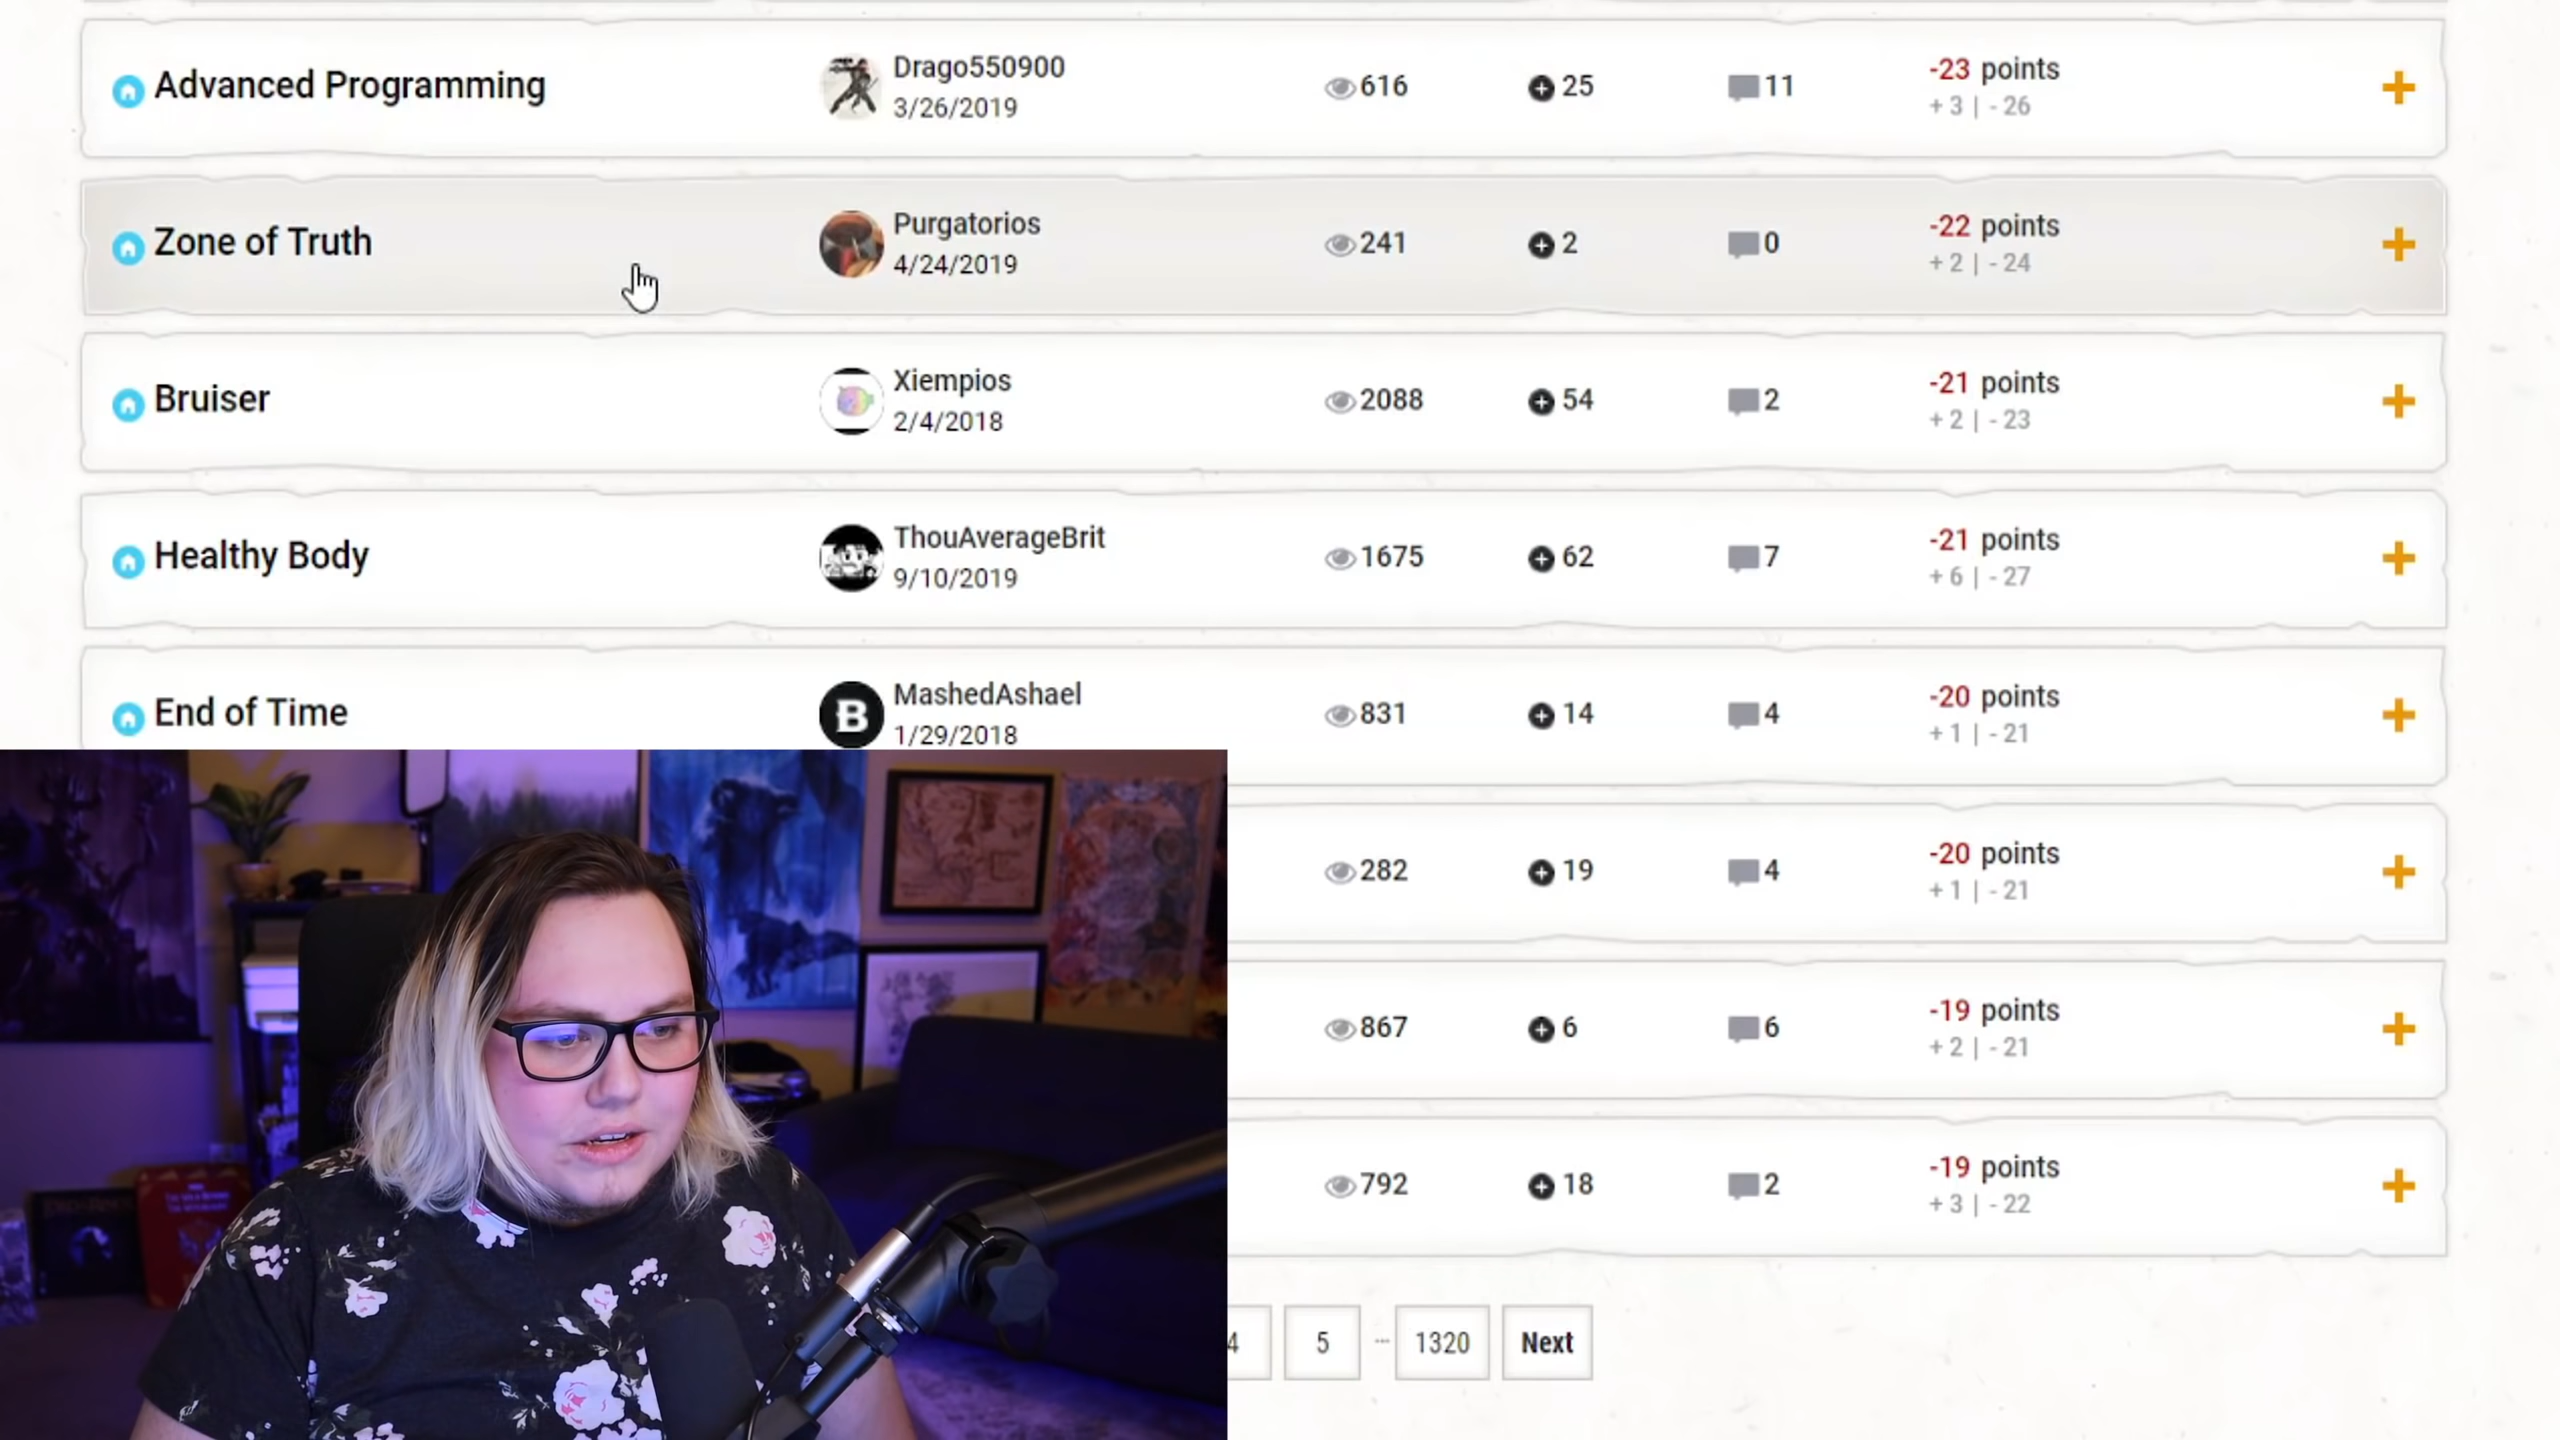 Advanced Programming
Drago550900
3/26/2019
616
25
11
-23 points
+ 3 | - 26
Zone of Truth
Purgatorios
4/24/2019
241
2
0
-22 points
+ 2 | - 24
Bruiser
Xiempios
2/4/2018
2088
54
2
-21 points
+ 2 | - 23
Healthy Body
ThouAverageBrit
9/10/2019
1675
62
7
-21 points
+ 6 | - 27
End of Time
B
MashedAshael
1/29/2018
831
14
4
-20 points
+ 1 | - 21
282
19
4
-20 points
+ 1 | - 21
867
6
6
-19 points
+ 2 | - 21
792
18
2
-19 points
+ 3 | - 22
4 5 ... 1320 Next